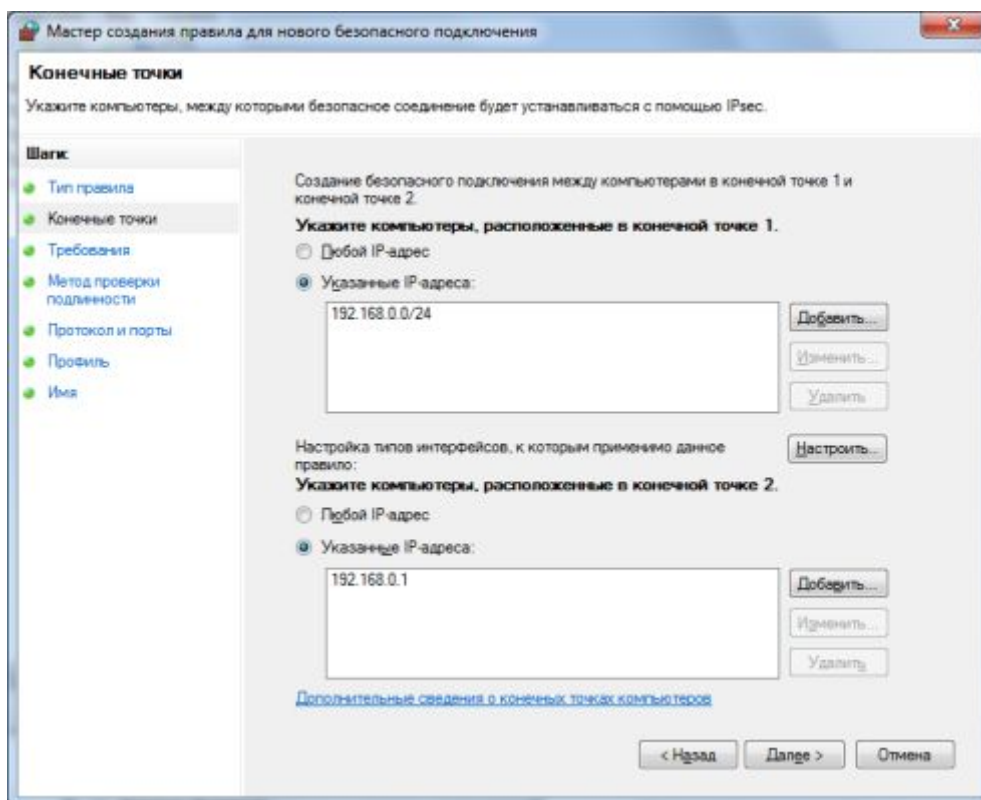 Мастер создания правила для нового безопасного подключения
Конечные точки
Укажите компьютеры, между которыми безопасное соединение будет устанавливаться с помощью IPsec.
Шаги:
Тип правила
Конечные точки
Требования
Метод проверки
подлинности
Протокол и порты
Профиль
Имя
Создание безопасного подключения между компьютерами в конечной точке 1 и
конечной точке 2.
Укажите компьютеры, расположенные в конечной точке 1.
Любой IP-адрес
Указанные IP-адреса:
192.168.0.0/24
Добавить...
Изменить...
Удалить
Настройка типов интерфейсов, к которым применимо данное
правило:
Настроить...
Укажите компьютеры, расположенные в конечной точке 2.
Любой IP-адрес
Указанные IP-адреса:
192.168.0.1
Добавить...
Изменить...
Удалить
Дополнительные сведения о конечных точках компьютеров
< Назад
Далее >
Отмена